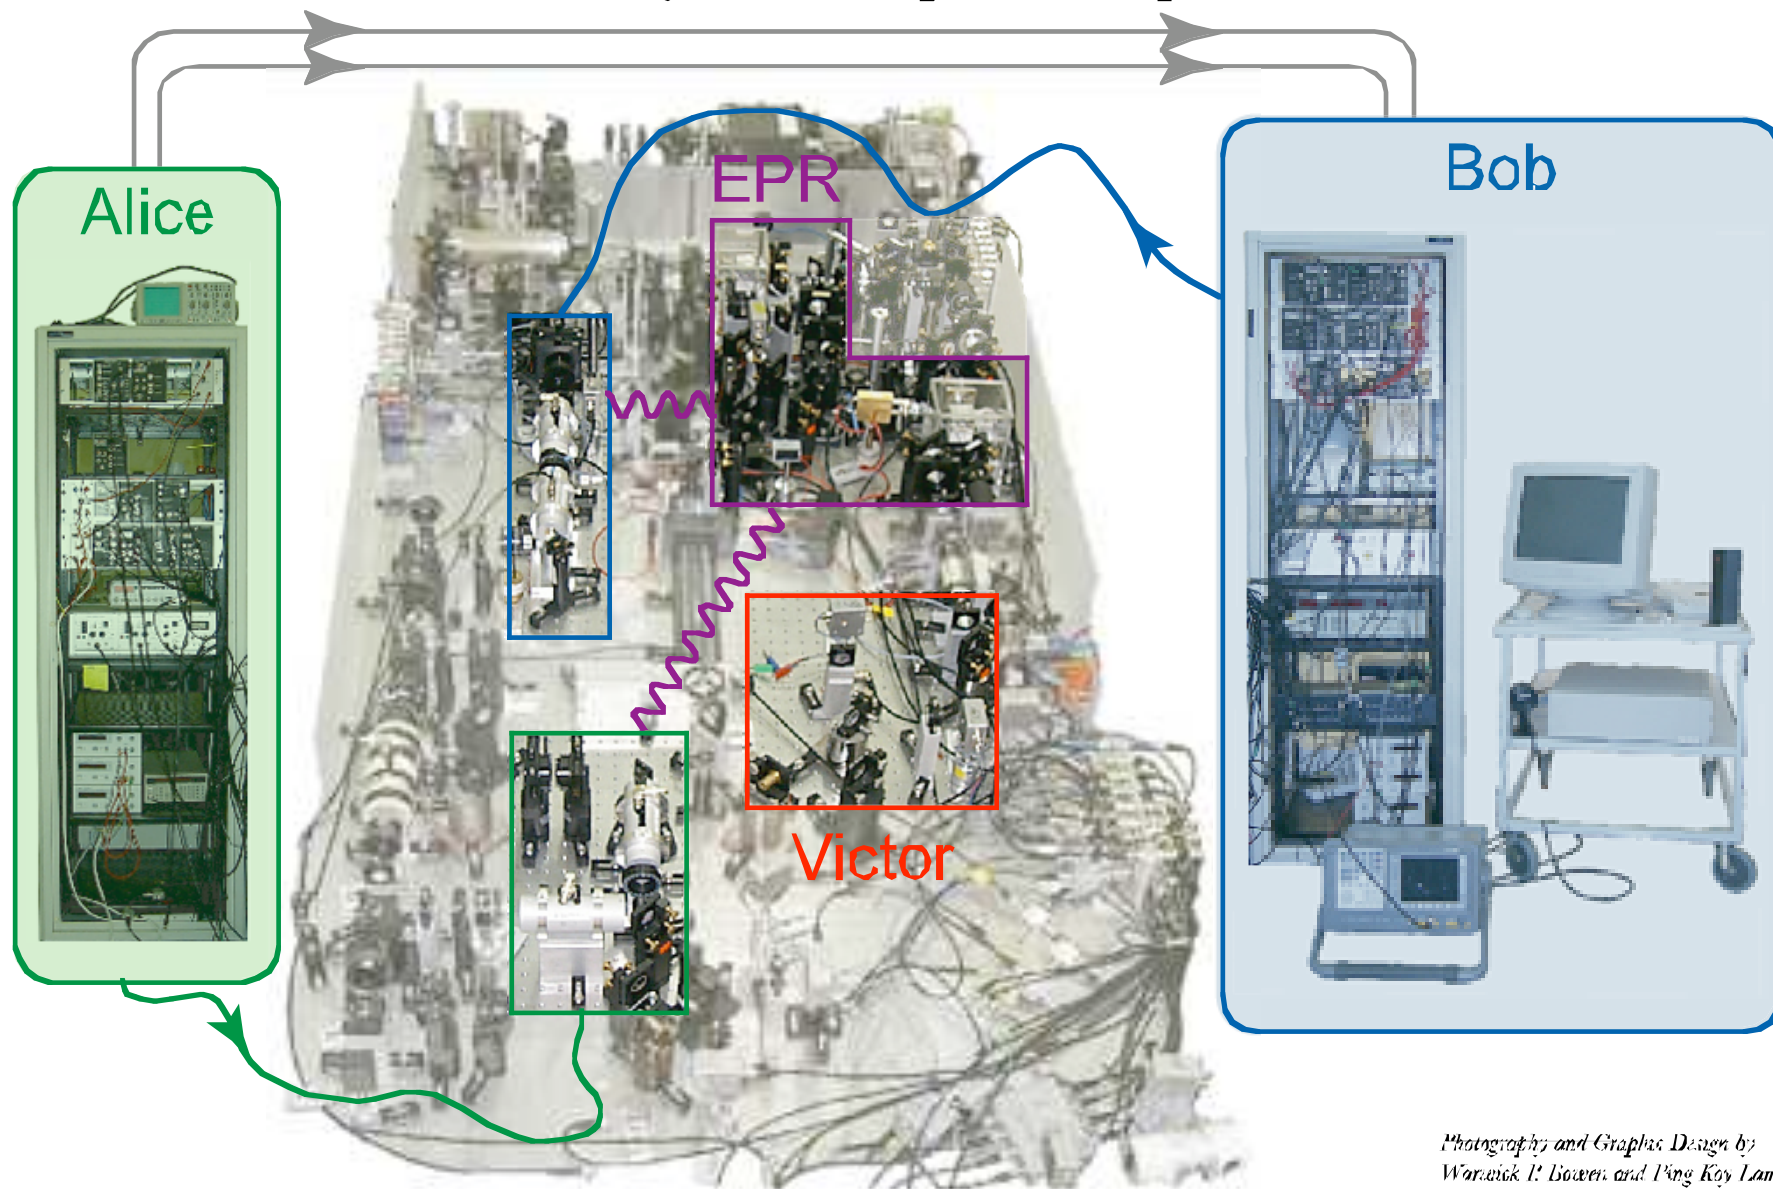 EPR
Bob
Alice
Victor
Photography and Graphic Design by
Warwick P. Bowen and Ping Koy Lam